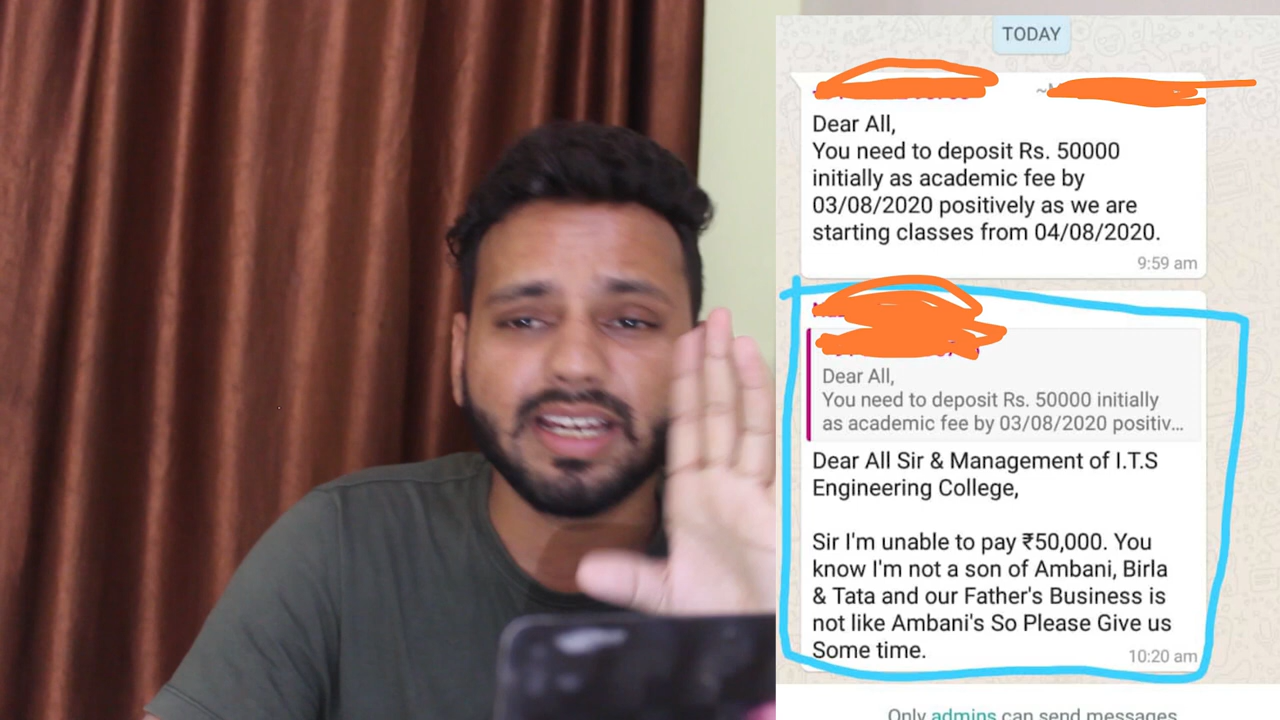 TODAY
Dear All,
You need to deposit Rs. 50000
initially as academic fee by
03/08/2020 positively as we are
starting classes from 04/08/2020.
9:59 am
Dear All,
You need to deposit Rs. 50000 initially
as academic fee by 03/08/2020 positiv...
Dear All Sir & Management of I.T.S
Engineering College,
Sir I'm unable to pay ₹50,000. You
know I'm not a son of Ambani, Birla
& Tata and our Father's Business is
not like Ambani's So Please Give us
Some time.
10:20 am
Only admins can send messages